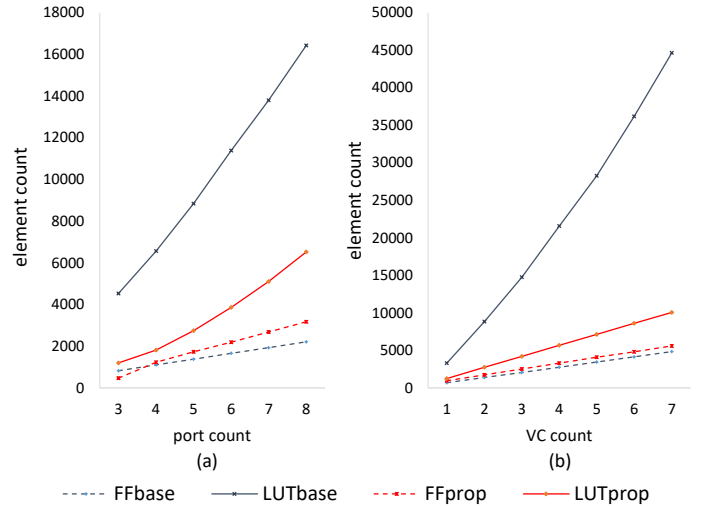 18000
16000
14000
12000
10000
8000
6000
4000
2000
0
element count
3 4 5 6 7 8
port count
(a)
50000
45000
40000
35000
30000
25000
20000
15000
10000
5000
0
element count
1 2 3 4 5 6 7
VC count
(b)
FFbase LUTbase FFprop LUTprop